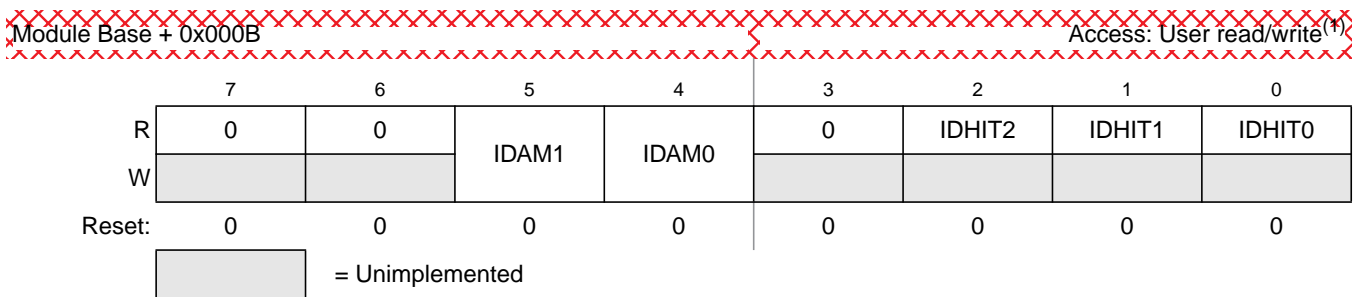 Module Base + 0x000B Access: User read/write(1)
7 6 5 4 3 2 1 0
R 0 0 IDAM1 IDAM0 0 IDHIT2 IDHIT1 IDHIT0
W
Reset: 0 0 0 0 0 0 0 0
= Unimplemented